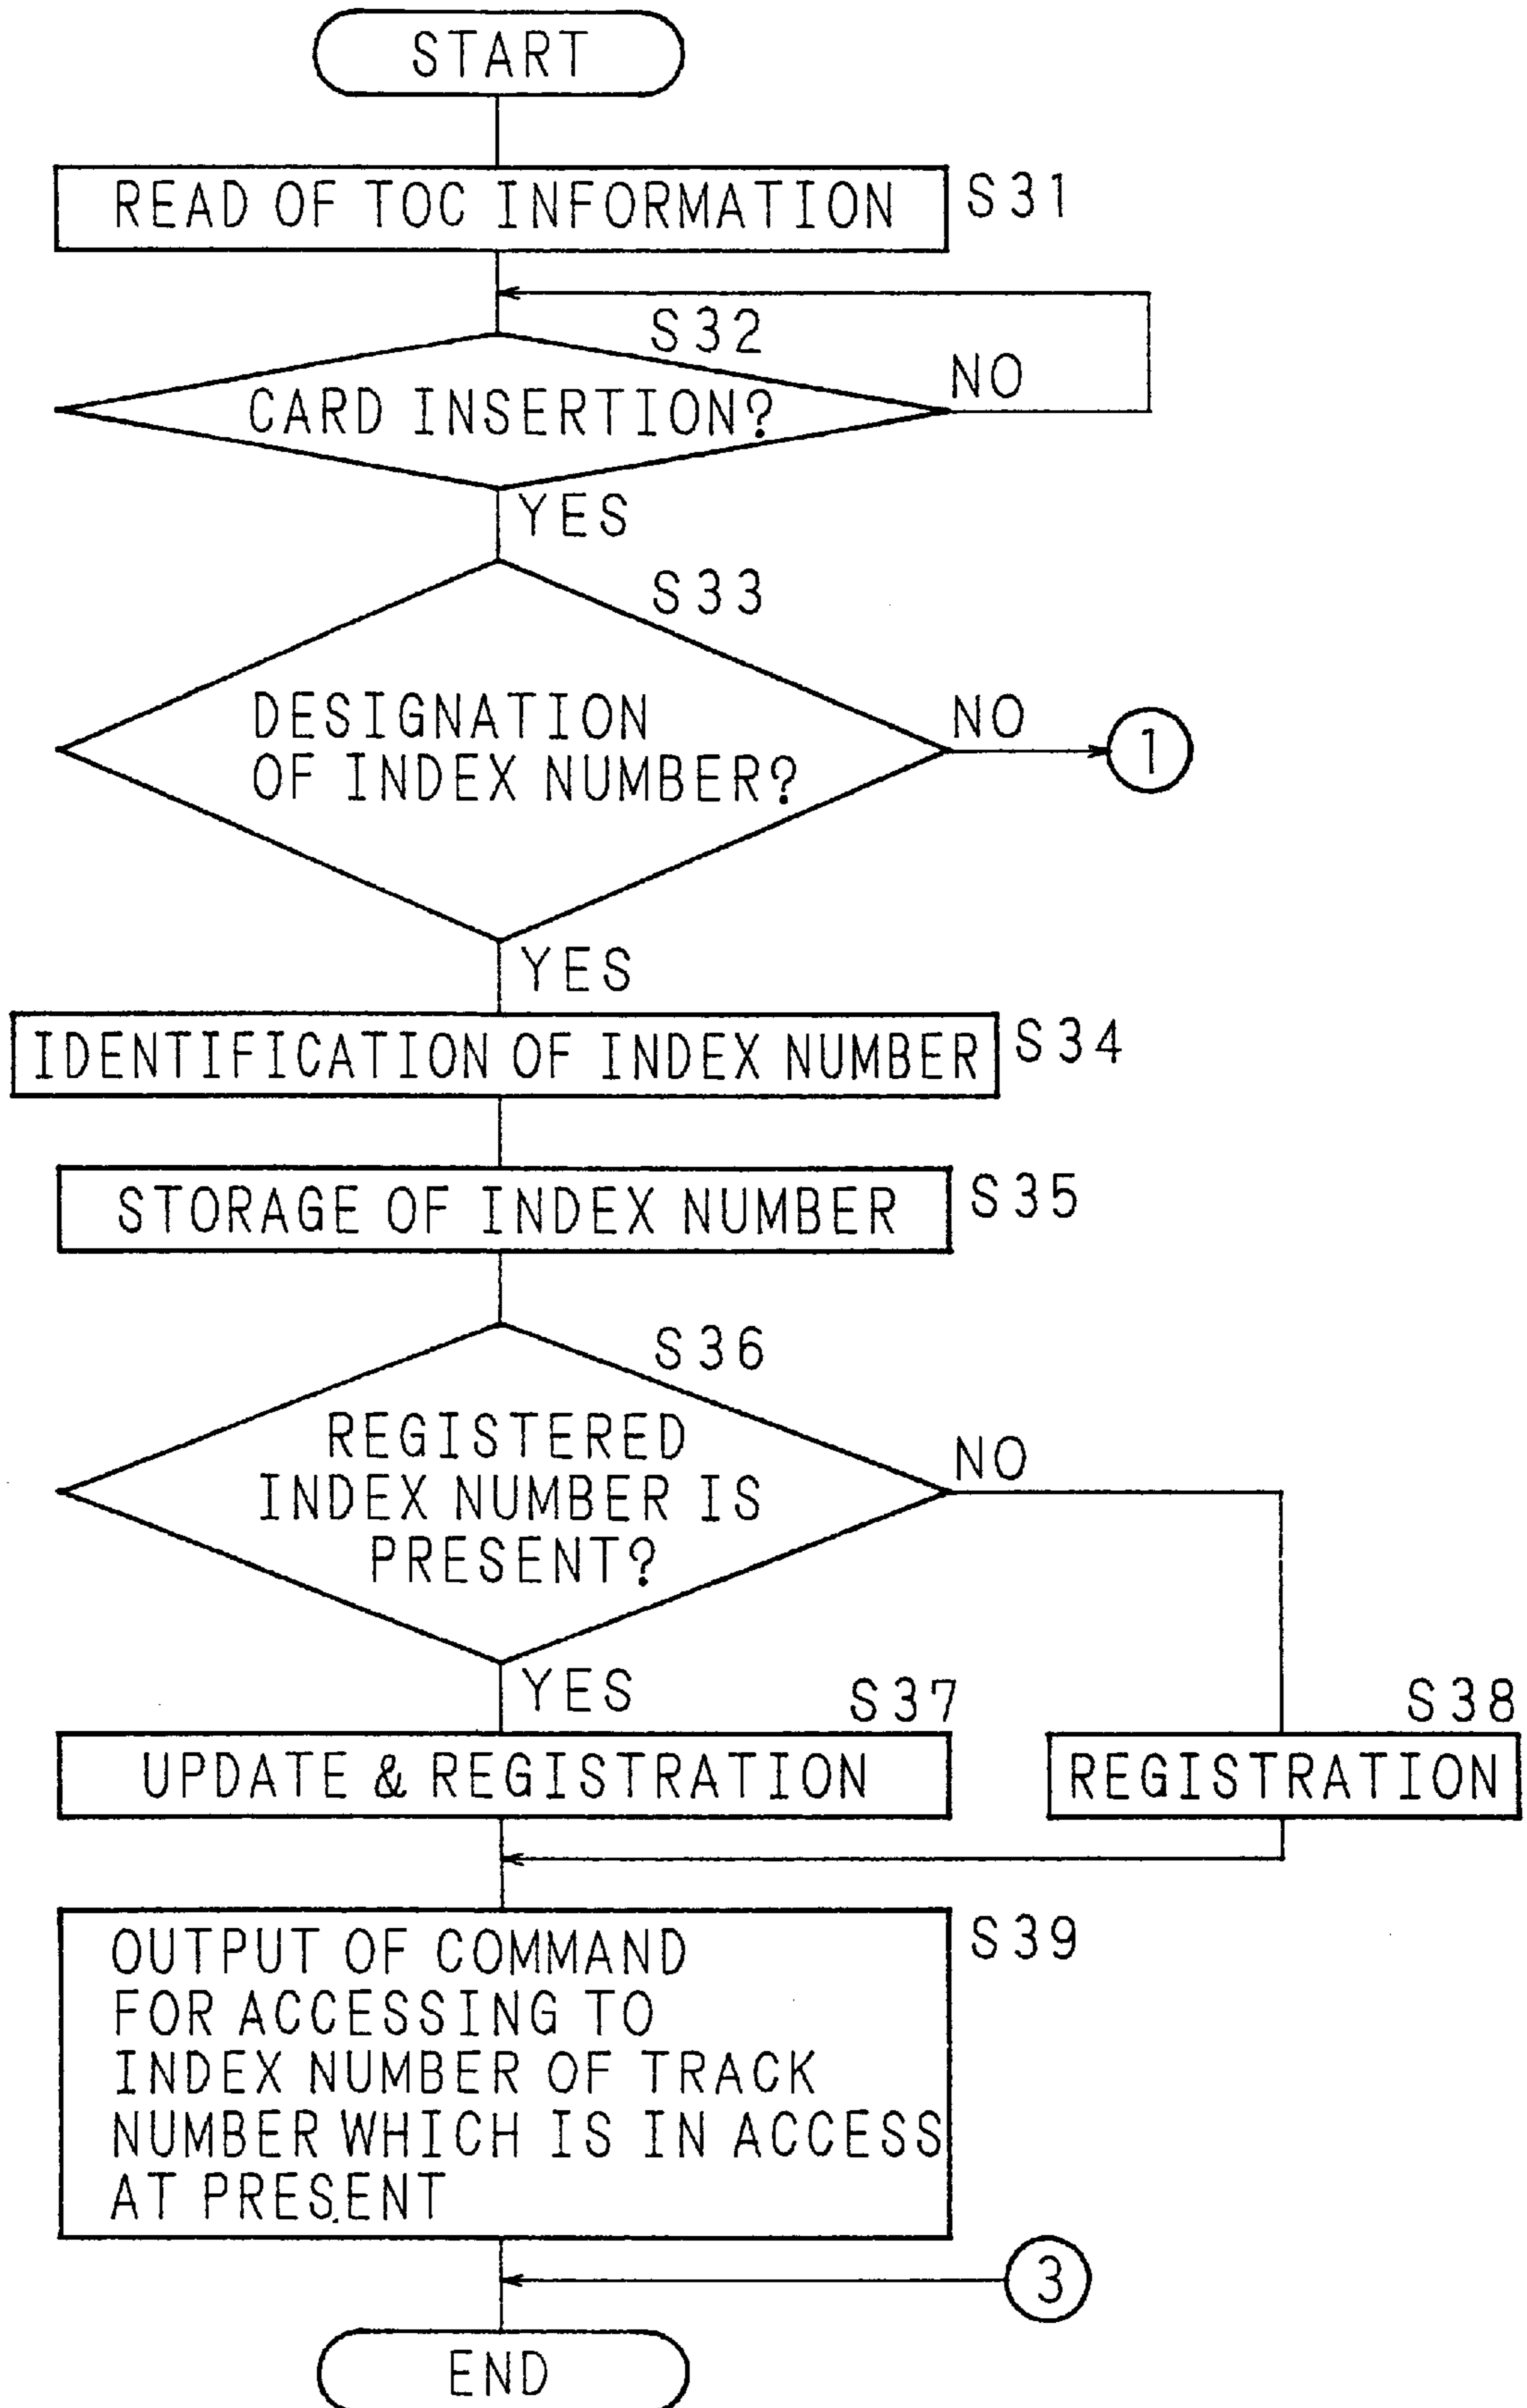 START
READ OF TOC INFORMATION
S31
S32
CARD INSERTION?
NO
YES
S33
DESIGNATION
OF INDEX NUMBER?
NO
1
YES
IDENTIFICATION OF INDEX NUMBER
S34
STORAGE OF INDEX NUMBER
S35
S36
REGISTERED
INDEX NUMBER IS
PRESENT?
NO
YES
S37
S38
UPDATE & REGISTRATION
REGISTRATION
OUTPUT OF COMMAND
FOR ACCESSING TO
INDEX NUMBER OF TRACK
NUMBER WHICH IS IN ACCESS
AT PRESENT
S39
3
END